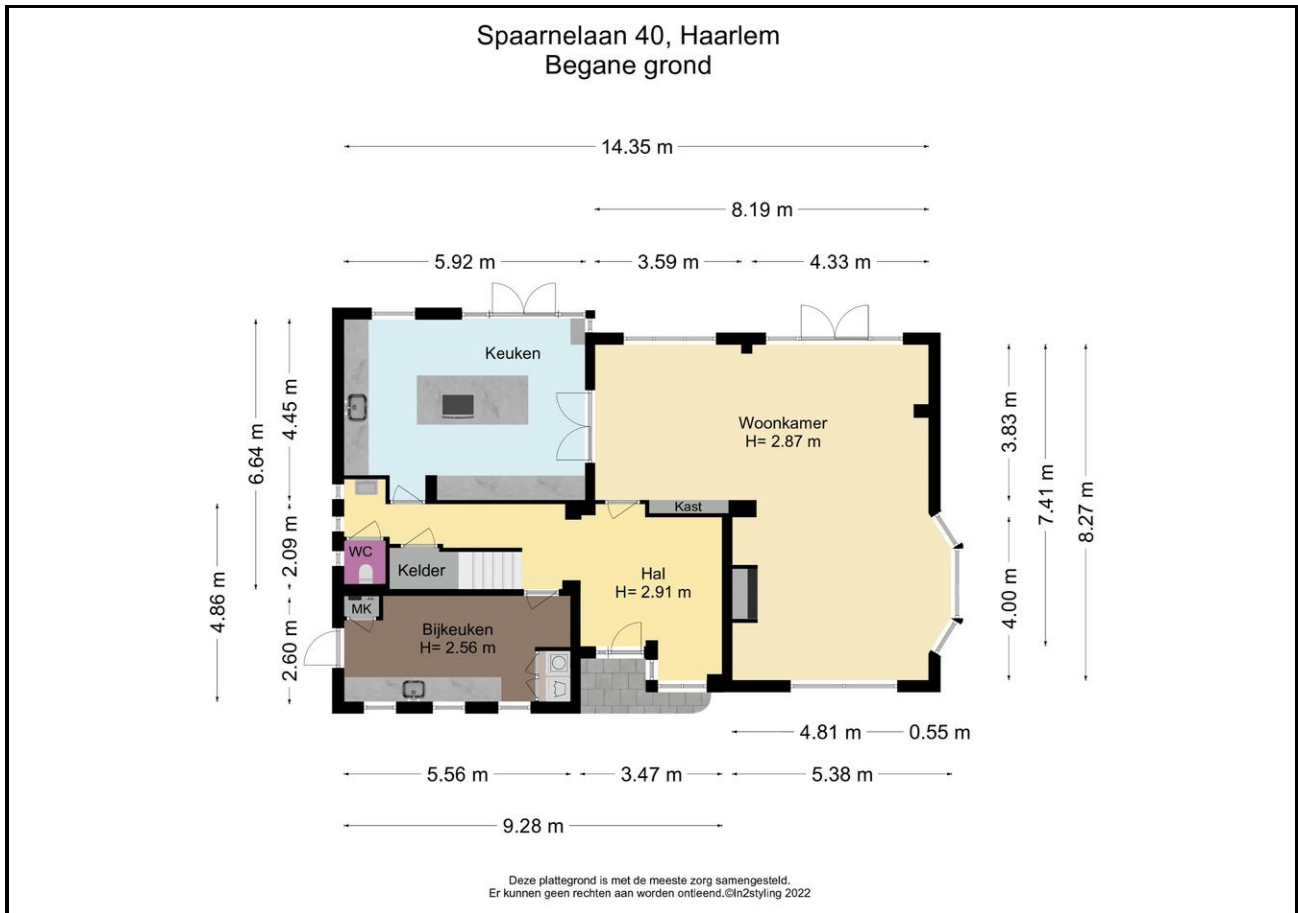 Spaarnelaan 40, Haarlem
Begane grond
14.35 m
8.19 m
5.92 m
3.59 m
4.33 m
Keuken
Woonkamer
H= 2.87 m
Kast
WC
Kelder
Hal
H= 2.91 m
MK
Bijkeuken
H= 2.56 m
4.45 m
6.64 m
2.09 m
4.86 m
2.60 m
3.83 m
7.41 m
8.27 m
4.00 m
4.81 m
0.55 m
5.56 m
3.47 m
5.38 m
9.28 m
Deze plattegrond is met de meeste zorg samengesteld.
Er kunnen geen rechten aan worden ontleend.©In2styling 2022